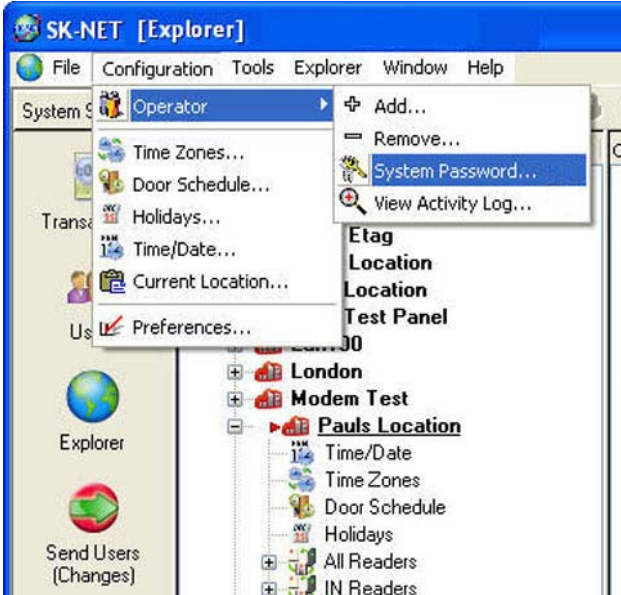 SK-NET [Explorer]
File Configuration Tools Explorer Window Help
System S
Operator
Add...
Remove...
System Password...
View Activity Log...
Time Zones...
Door Schedule...
Holidays...
Time/Date...
Current Location...
Preferences...
Transa
Us
Explorer
Send Users
(Changes)
Etag
Location
Location
Test Panel
London
Modem Test
Pauls Location
Time/Date
Time Zones
Door Schedule
Holidays
All Readers
IN Readers